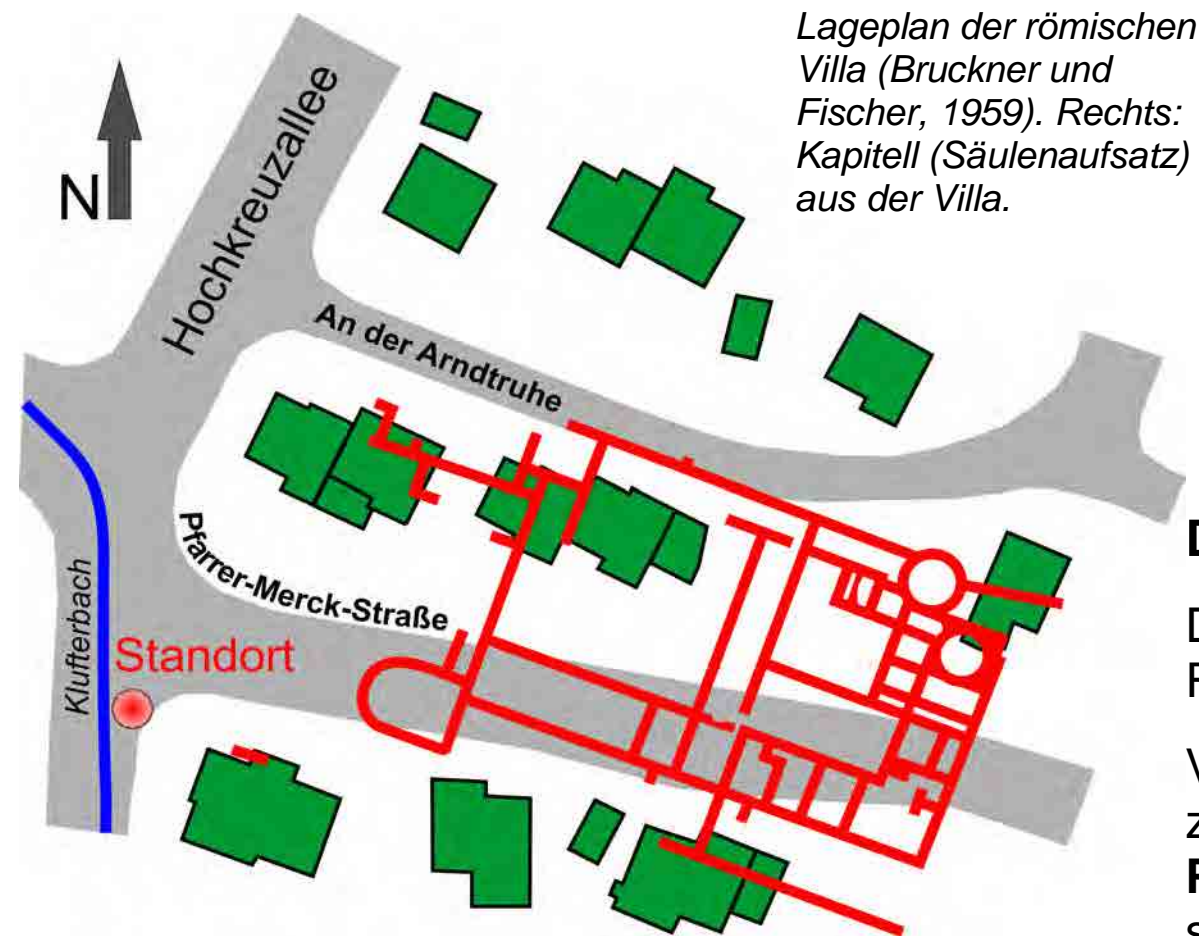 Lageplan der römischen
Villa (Bruckner und
Fischer, 1959). Rechts:
Kapitell (Säulenaufsatz)
aus der Villa.
N
Hochkreuzallee
An der Arndtruhe
Pfarrer-Merck-Straße
Klufterbach
Standort